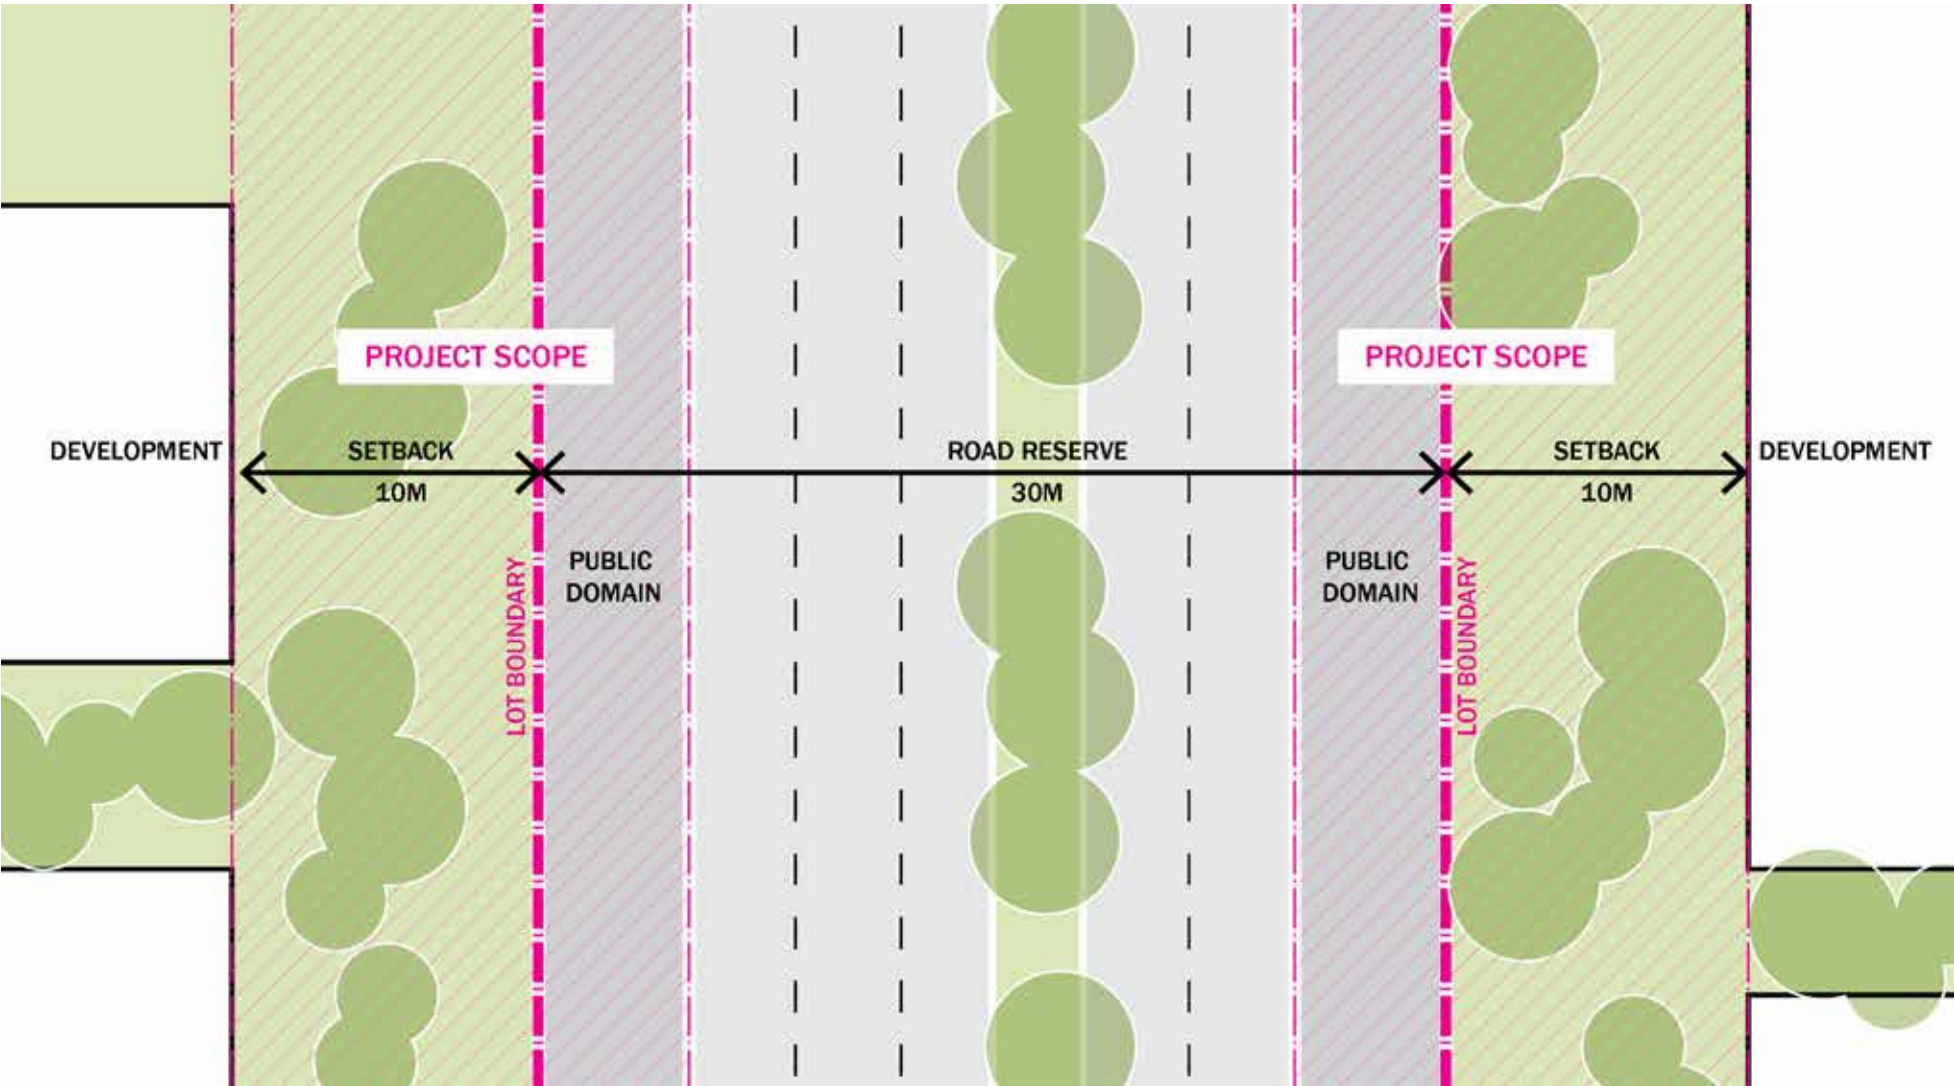 PROJECT SCOPE
PROJECT SCOPE
DEVELOPMENT
SETBACK
10M
ROAD RESERVE
30M
SETBACK
10M
DEVELOPMENT
LOT BOUNDARY
PUBLIC
DOMAIN
PUBLIC
DOMAIN
LOT BOUNDARY